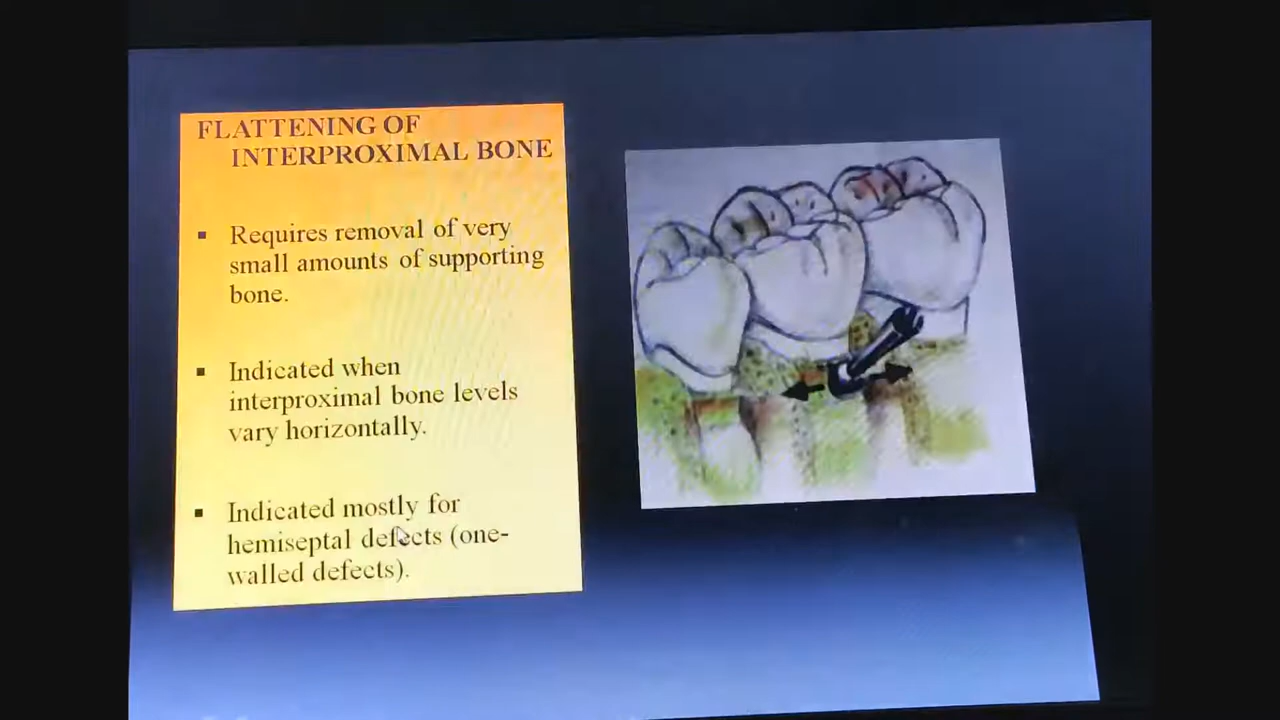 FLATTENING OF
INTERPROXIMAL BONE
▪ Requires removal of very
small amounts of supporting
bone.
▪ Indicated when
interproximal bone levels
vary horizontally.
▪ Indicated mostly for
hemiseptal defects (one-
walled defects).